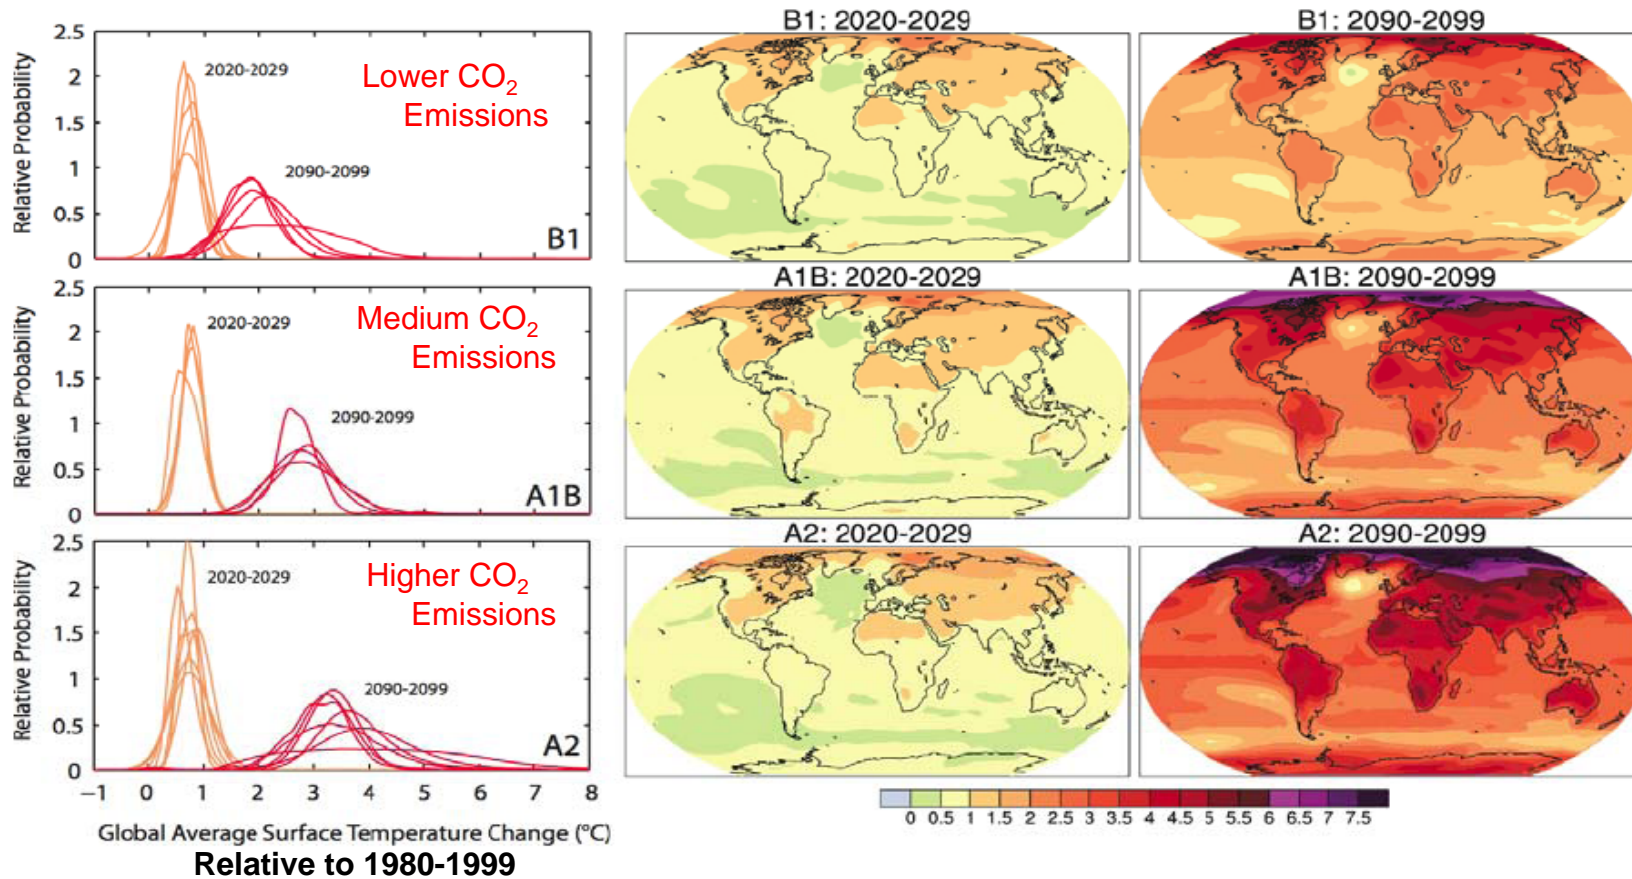 2.5
2
1.5
1
0.5
0
Relative Probability
2020-2029
2090-2099
Lower CO2
Emissions
B1
B1: 2020-2029
B1: 2090-2099
2.5
2
1.5
1
0.5
0
Relative Probability
2020-2029
2090-2099
Medium CO2
Emissions
A1B
A1B: 2020-2029
A1B: 2090-2099
2.5
2
1.5
1
0.5
0
Relative Probability
2020-2029
2090-2099
Higher CO2
Emissions
A2
A2: 2020-2029
A2: 2090-2099
−1 0 1 2 3 4 5 6 7 8
Global Average Surface Temperature Change (°C)
Relative to 1980-1999
0 0.5 1 1.5 2 2.5 3 3.5 4 4.5 5 5.5 6 6.5 7 7.5